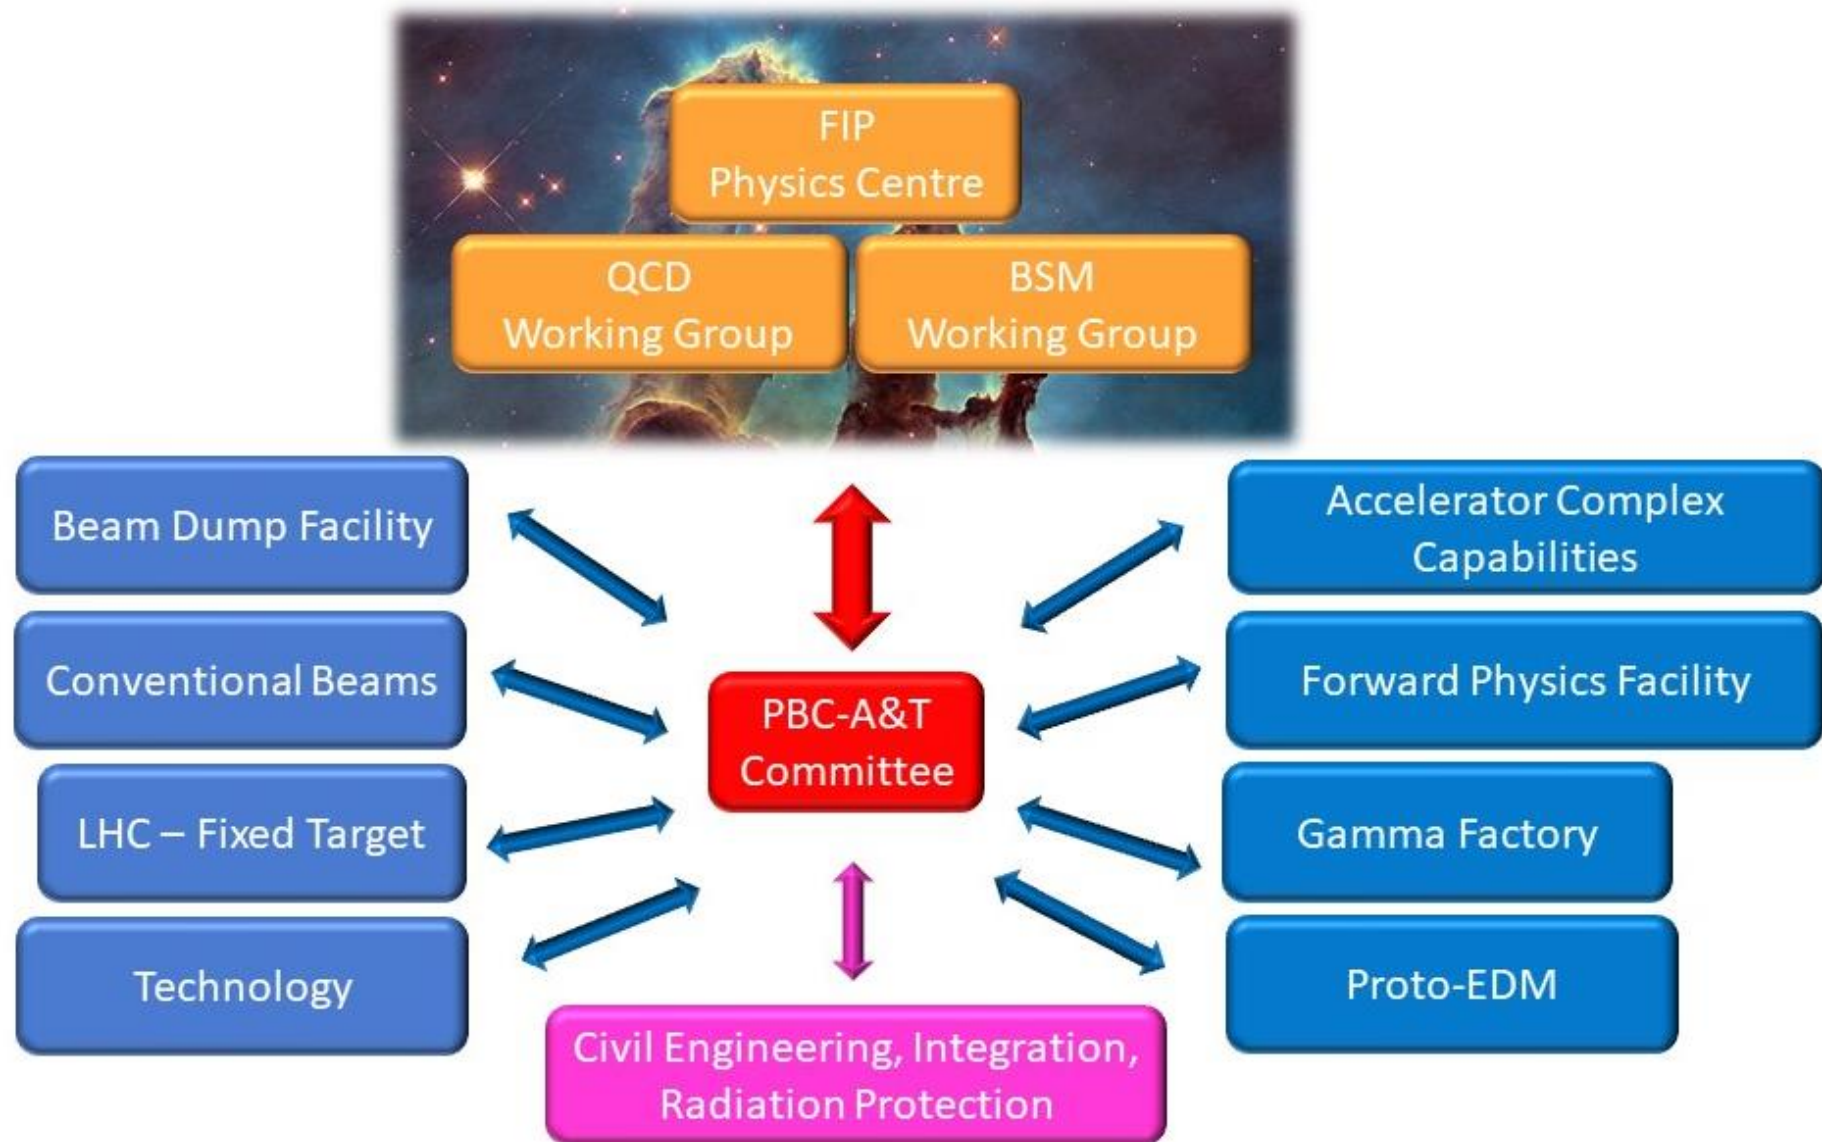 FIP
Physics Centre
QCD
Working Group
BSM
Working Group
Beam Dump Facility
Conventional Beams
LHC – Fixed Target
Technology
PBC-A&T
Committee
Accelerator Complex
Capabilities
Forward Physics Facility
Gamma Factory
Proto-EDM
Civil Engineering, Integration,
Radiation Protection